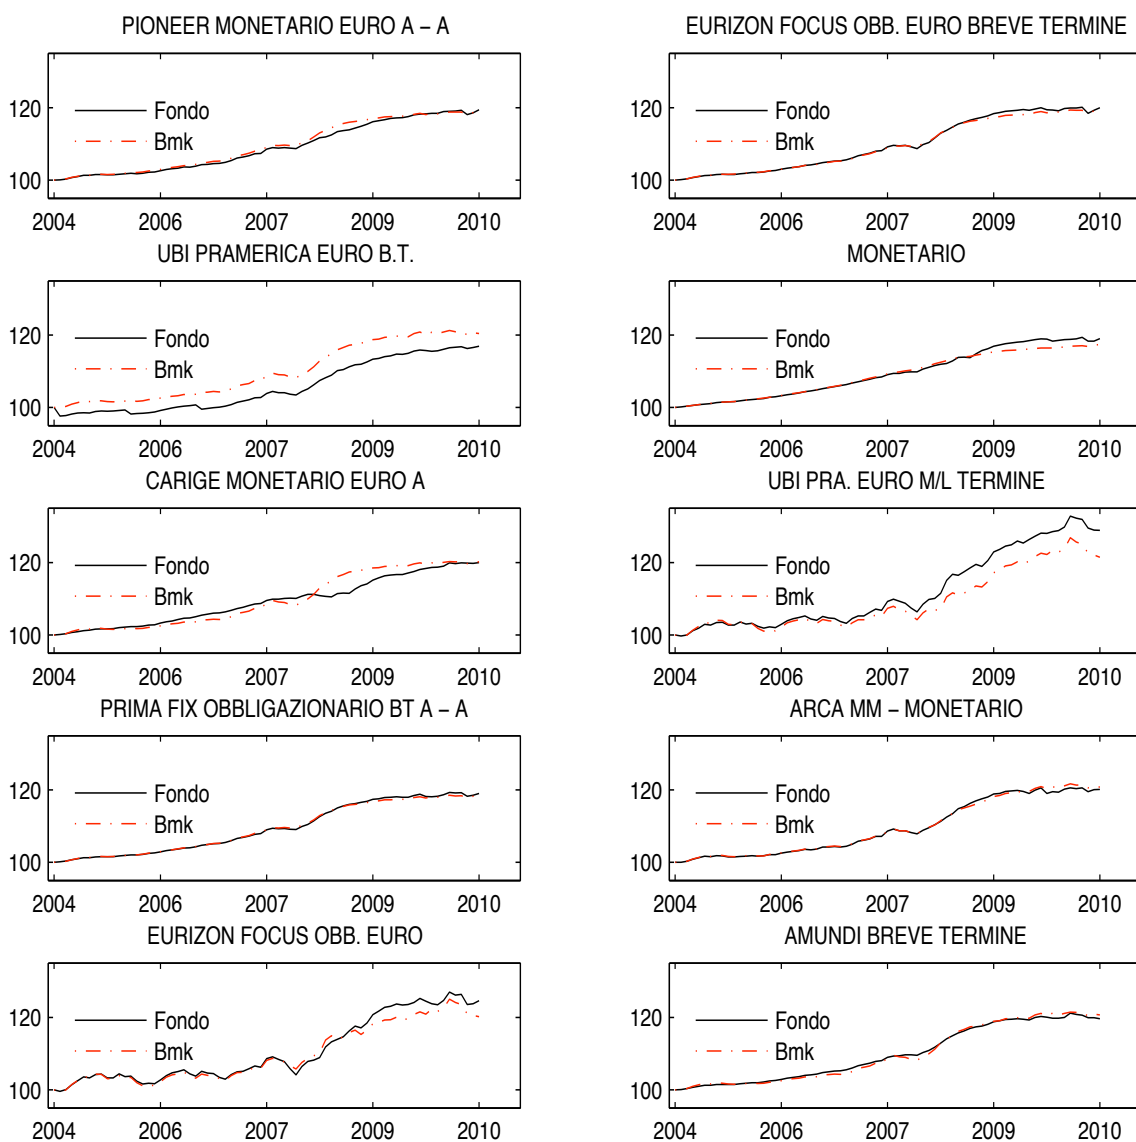 PIONEER MONETARIO EURO A – A
120
100
Fondo
Bmk
2004 2006 2007 2009 2010
EURIZON FOCUS OBB. EURO BREVE TERMINE
120
100
Fondo
Bmk
2004 2006 2007 2009 2010
UBI PRAMERICA EURO B.T.
120
100
Fondo
Bmk
2004 2006 2007 2009 2010
MONETARIO
120
100
Fondo
Bmk
2004 2006 2007 2009 2010
CARIGE MONETARIO EURO A
120
100
Fondo
Bmk
2004 2006 2007 2009 2010
UBI PRA. EURO M/L TERMINE
120
100
Fondo
Bmk
2004 2006 2007 2009 2010
PRIMA FIX OBBLIGAZIONARIO BT A – A
120
100
Fondo
Bmk
2004 2006 2007 2009 2010
ARCA MM – MONETARIO
120
100
Fondo
Bmk
2004 2006 2007 2009 2010
EURIZON FOCUS OBB. EURO
120
100
Fondo
Bmk
2004 2006 2007 2009 2010
AMUNDI BREVE TERMINE
120
100
Fondo
Bmk
2004 2006 2007 2009 2010